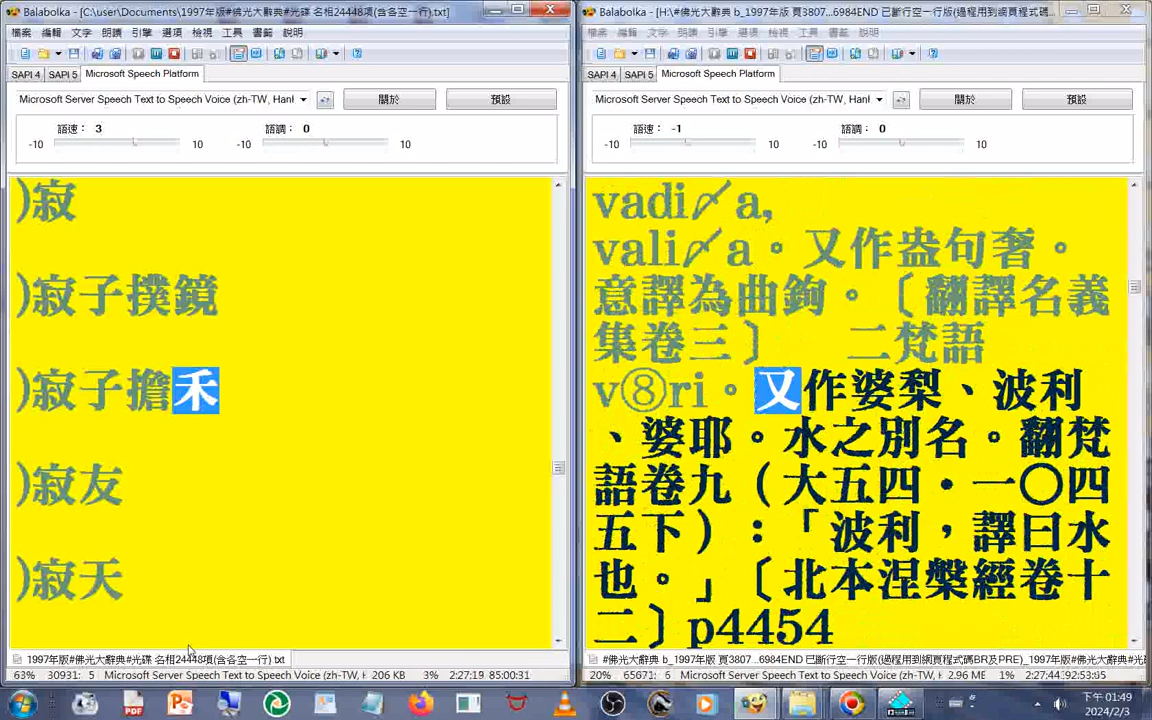 Balabolka - [C:\user\Documents\1997年版#佛光大辭典#光碟 名相24448項(含各空一行).txt]
檔案 編輯 文字 朗讀 引擎 選項 檢視 工具 書籤 說明
SAPI 4 SAPI 5 Microsoft Speech Platform
Microsoft Server Speech Text to Speech Voice (zh-TW, Han
關於
預設
語速： 3
語調： 0
-10 10 -10 10
)寂
)寂子撲鏡
)寂子擔禾
)寂友
)寂天
1997年版#佛光大辭典#光碟 名相24448項(含各空一行).txt
63% 30931: 5 Microsoft Server Speech Text to Speech Voice (zh-TW, H 206 KB 3% 2:27:19 85:00:31
Balabolka - [H:\#佛光大辭典 b_1997年版 頁3807...6984END 已斷行空一行版(過程用到網頁程式碼
檔案 編輯 文字 朗讀 引擎 選項 檢視 工具 書籤 說明
SAPI 4 SAPI 5 Microsoft Speech Platform
Microsoft Server Speech Text to Speech Voice (zh-TW, Han
關於
預設
語速： -1
語調： 0
-10 10 -10 10
vadi〆a,
vali〆a。又作盎句奢。
意譯為曲鉤。〔翻譯名義
集卷三〕　二梵語
v⑧ri。又作婆梨、波利
、婆耶。水之別名。翻梵
語卷九（大五四‧一〇四
五下）：「波利，譯曰水
也。」〔北本涅槃經卷十
二〕p4454
#佛光大辭典 b_1997年版 頁3807...6984END 已斷行空一行版(過程用到網頁程式碼BR及PRE)_1997年版#光
20% 65671: 6 Microsoft Server Speech Text to Speech Voice (zh-TW, H 2.96 MB 1% 2:27:44
下午 01:49
2024/2/3